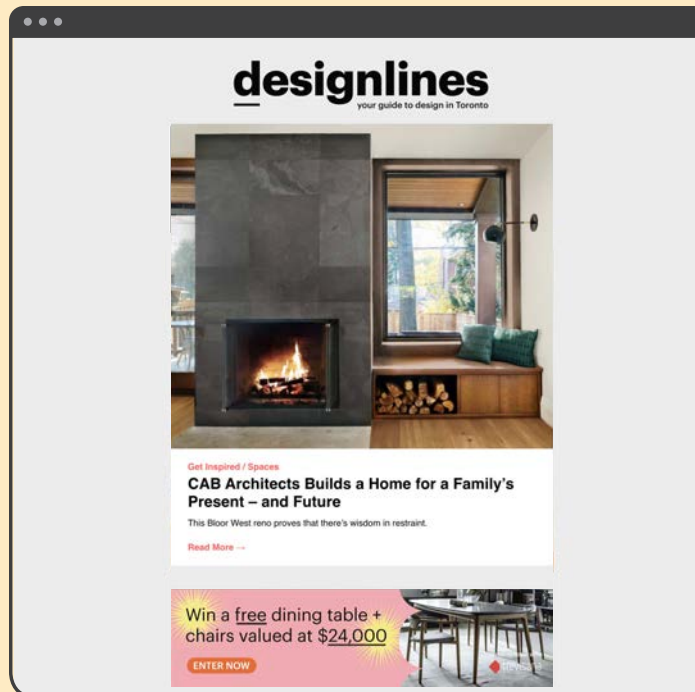 designlines
your guide to design in Toronto
Get Inspired / Spaces
CAB Architects Builds a Home for a Family's
Present – and Future
This Bloor West reno proves that there's wisdom in restraint.
Read More →
Win a free dining table +
chairs valued at $24,000
ENTER NOW